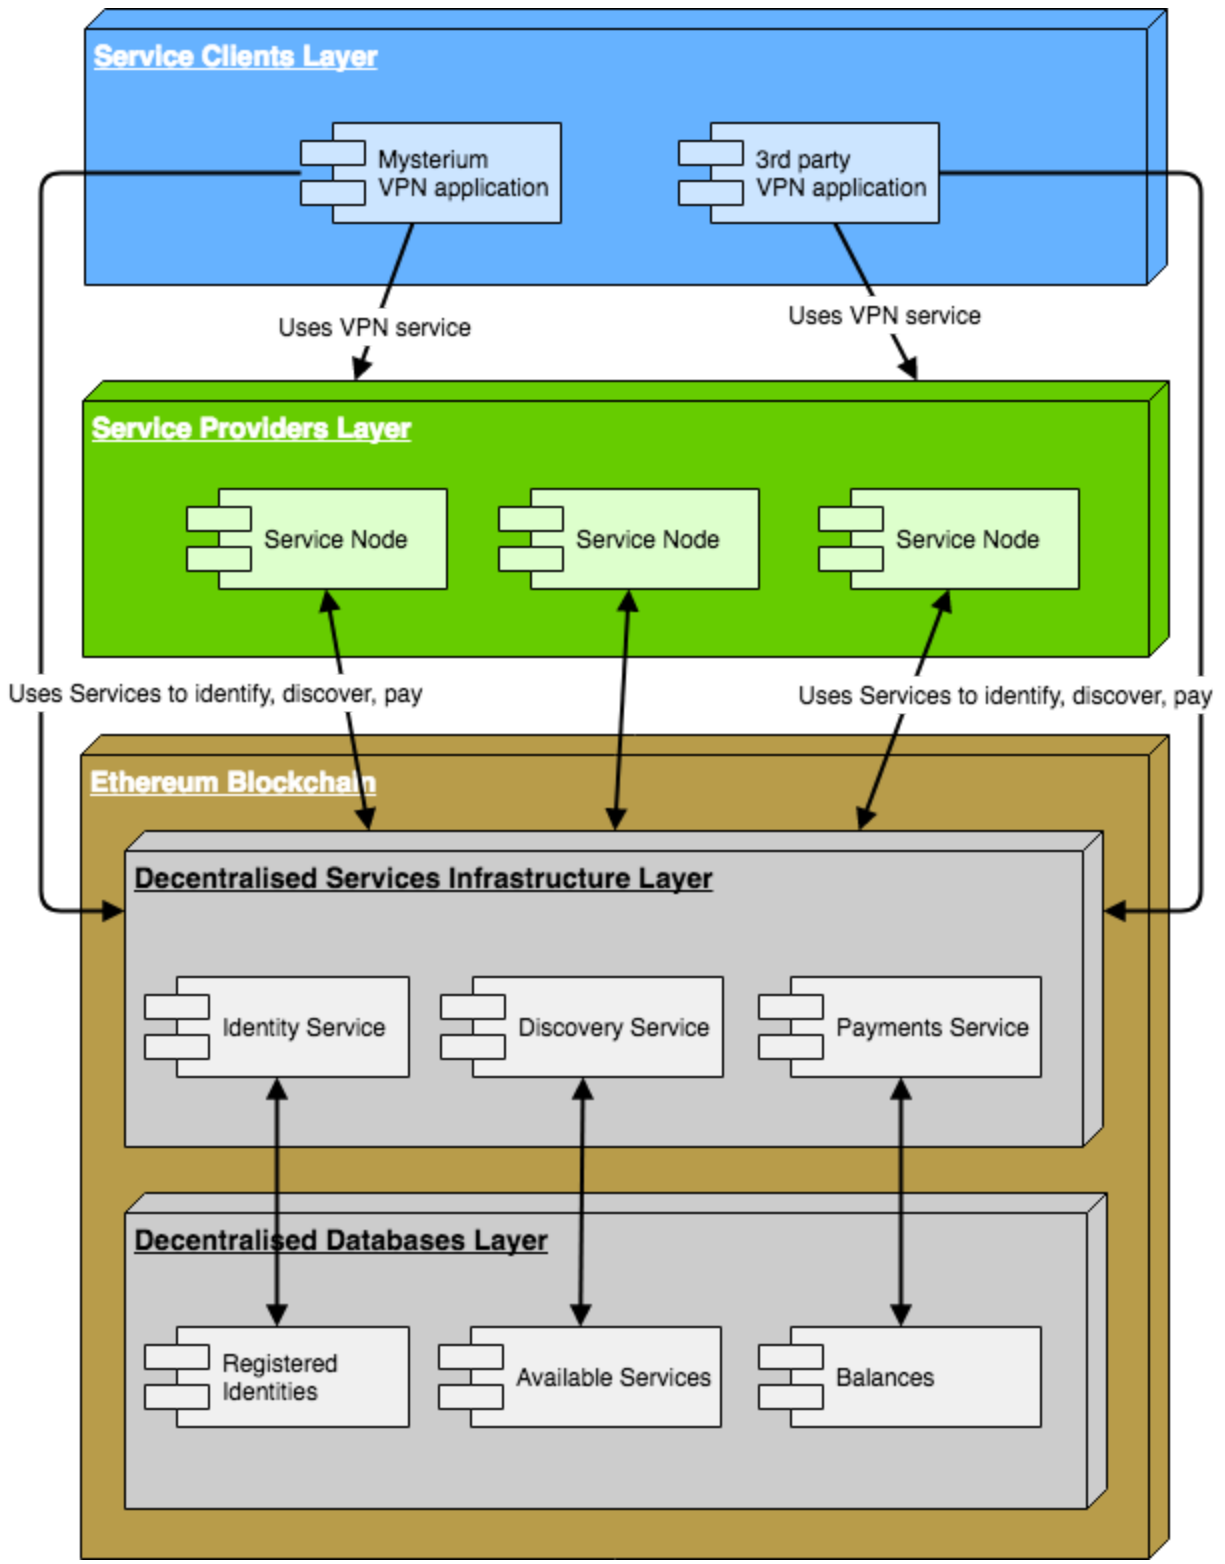 Service Clients Layer
Mysterium
VPN application
3rd party
VPN application
Uses VPN service
Uses VPN service
Service Providers Layer
Service Node
Service Node
Service Node
Uses Services to identify, discover, pay
Uses Services to identify, discover, pay
Ethereum Blockchain
Decentralised Services Infrastructure Layer
Identity Service
Discovery Service
Payments Service
Decentralised Databases Layer
Registered
Identities
Available Services
Balances